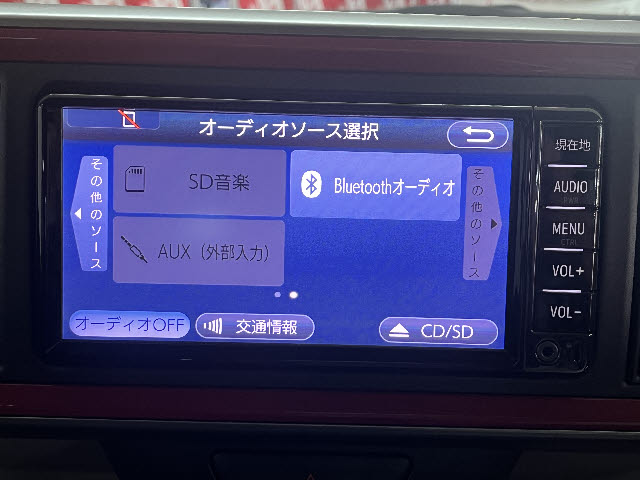 オーディオソース選択
その他のソース
SD音楽
Bluetoothオーディオ
その他のソース
AUX（外部入力）
オーディオOFF
交通情報
CD/SD
現在地
AUDIO
PWR
MENU
CTRL
VOL+
VOL-